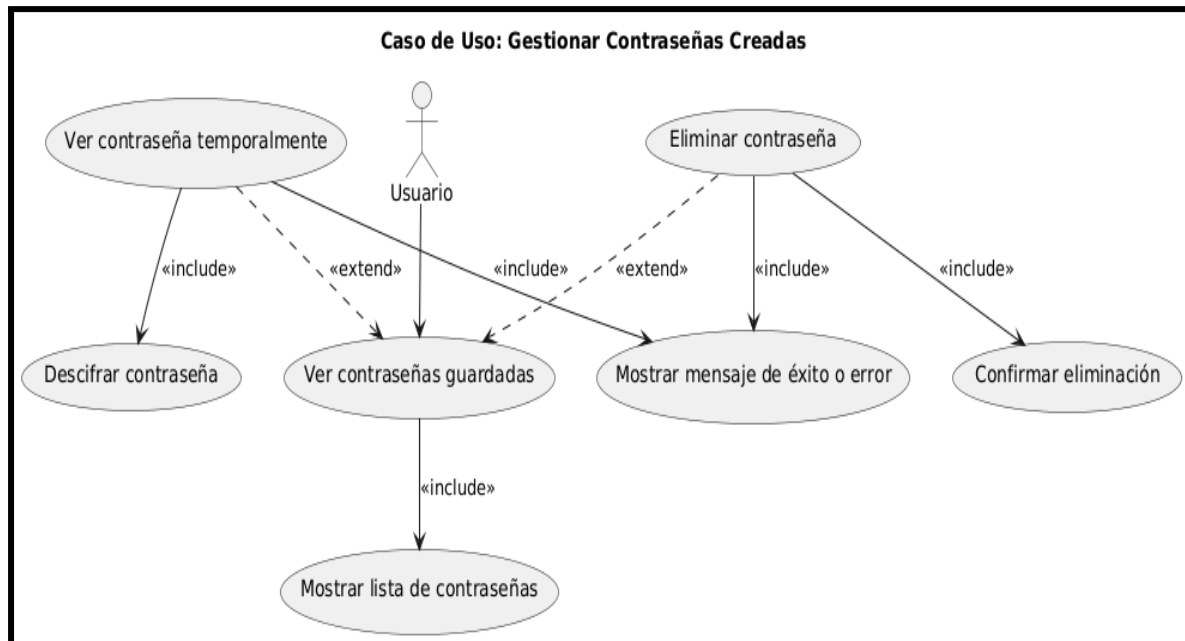 Caso de Uso: Gestionar Contraseñas Creadas
Ver contraseña temporalmente
Usuario
Eliminar contraseña
«include»
«extend»
«include»
«extend»
«include»
«include»
Descifrar contraseña
Ver contraseñas guardadas
Mostrar mensaje de éxito o error
Confirmar eliminación
«include»
Mostrar lista de contraseñas